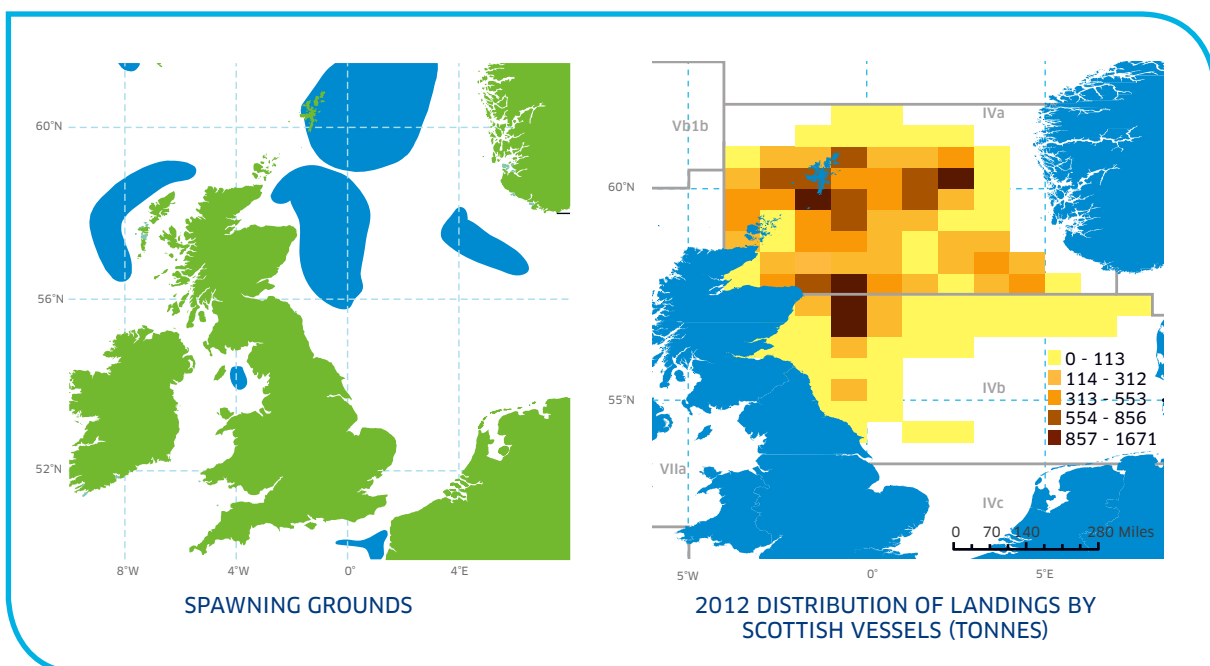 60°N
56°N
52°N
8°W
4°W
0°
4°E
SPAWNING GROUNDS
Vb1b
IVa
60°N
0 - 113
114 - 312
313 - 553
554 - 856
857 - 1671
IVb
55°N
VIIa
IVc
0 70 140 280 Miles
5°W
0°
5°E
2012 DISTRIBUTION OF LANDINGS BY
SCOTTISH VESSELS (TONNES)